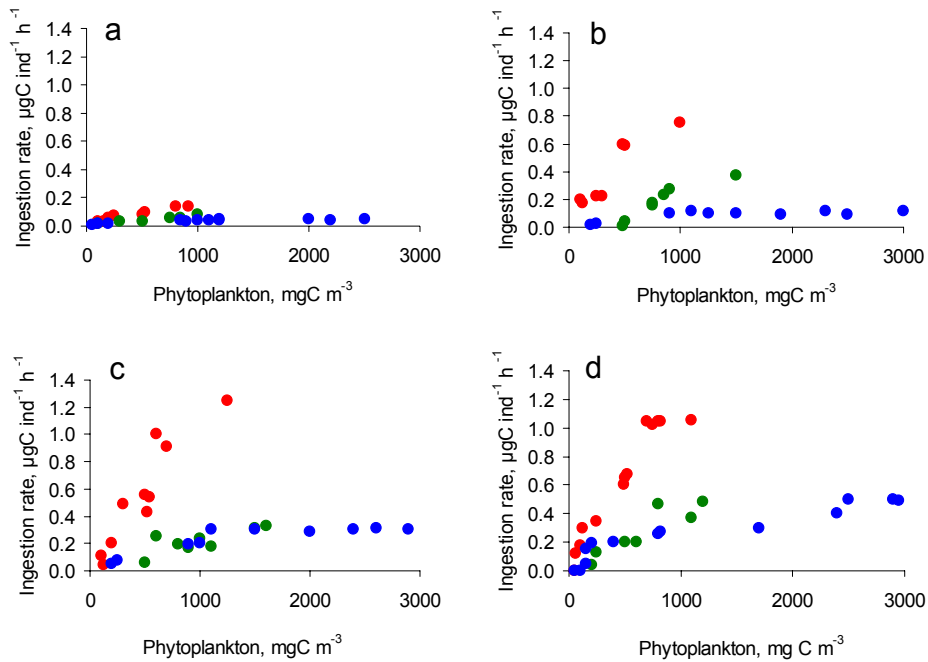 a
Ingestion rate, µgC ind⁻¹ h⁻¹
1.4
1.2
1.0
0.8
0.6
0.4
0.2
0.0
0 1000 2000 3000
Phytoplankton, mgC m⁻³
b
Ingestion rate, µgC ind⁻¹ h⁻¹
1.4
1.2
1.0
0.8
0.6
0.4
0.2
0.0
0 1000 2000 3000
Phytoplankton, mgC m⁻³
c
Ingestion rate, µgC ind⁻¹ h⁻¹
1.4
1.2
1.0
0.8
0.6
0.4
0.2
0.0
0 1000 2000 3000
Phytoplankton, mgC m⁻³
d
Ingestion rate, µgC ind⁻¹ h⁻¹
1.4
1.2
1.0
0.8
0.6
0.4
0.2
0.0
0 1000 2000 3000
Phytoplankton, mg C m⁻³